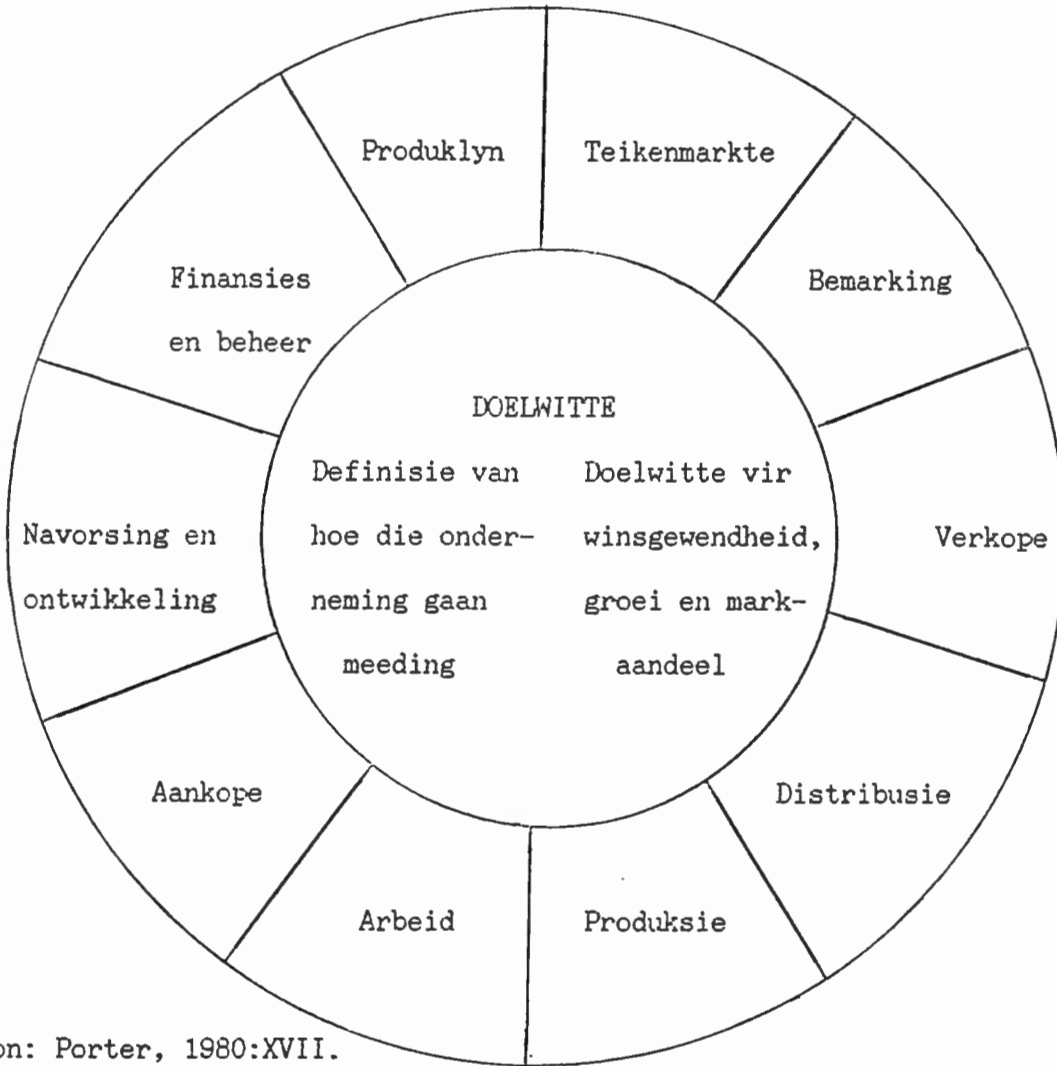 Produklyn
Teikenmarkte
Bemarking
Verkope
Distribusie
Produksie
Arbeid
Aankope
Navorsing en
ontwikkeling
Finansies
en beheer
DOELWITTE
Definisie van
hoe die onder-
neming gaan
meeding
Doelwitte vir
winsgewendheid,
groei en mark-
aandeel
on: Porter, 1980:XVII.